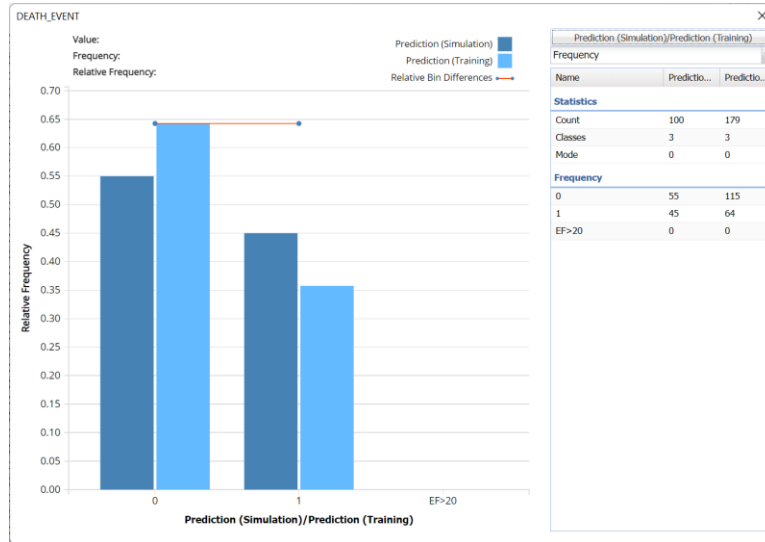 DEATH_EVENT
Value:
Frequency:
Relative Frequency:
Prediction (Simulation)
Prediction (Training)
Relative Bin Differences
0.70
0.65
0.60
0.55
0.50
0.45
0.40
0.35
0.30
0.25
0.20
0.15
0.10
0.05
0.00
Relative Frequency
0 1 EF>20
Prediction (Simulation)/Prediction (Training)
Prediction (Simulation)/Prediction (Training)
Frequency
Name Predictio... Predictio...
Statistics
Count 100 179
Classes 3 3
Mode 0 0
Frequency
0 55 115
1 45 64
EF>20 0 0